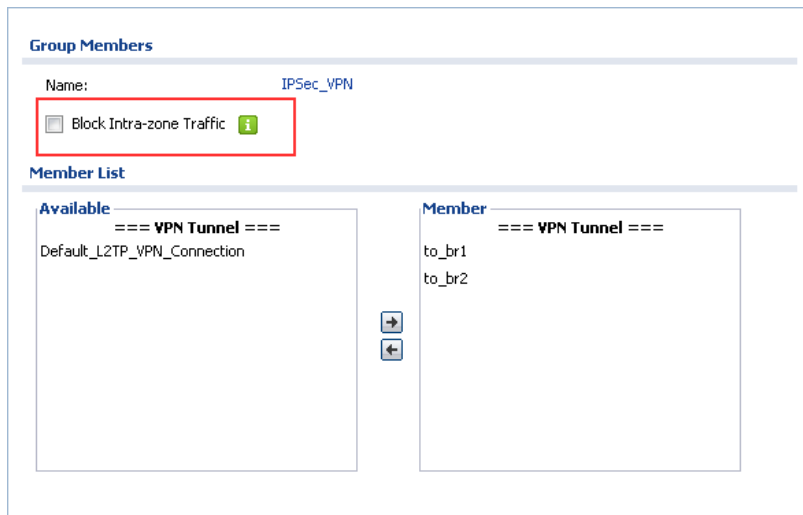 Group Members
Name: IPSec_VPN
Block Intra-zone Traffic
Member List
Available
=== VPN Tunnel ===
Default_L2TP_VPN_Connection
Member
=== VPN Tunnel ===
to_br1
to_br2